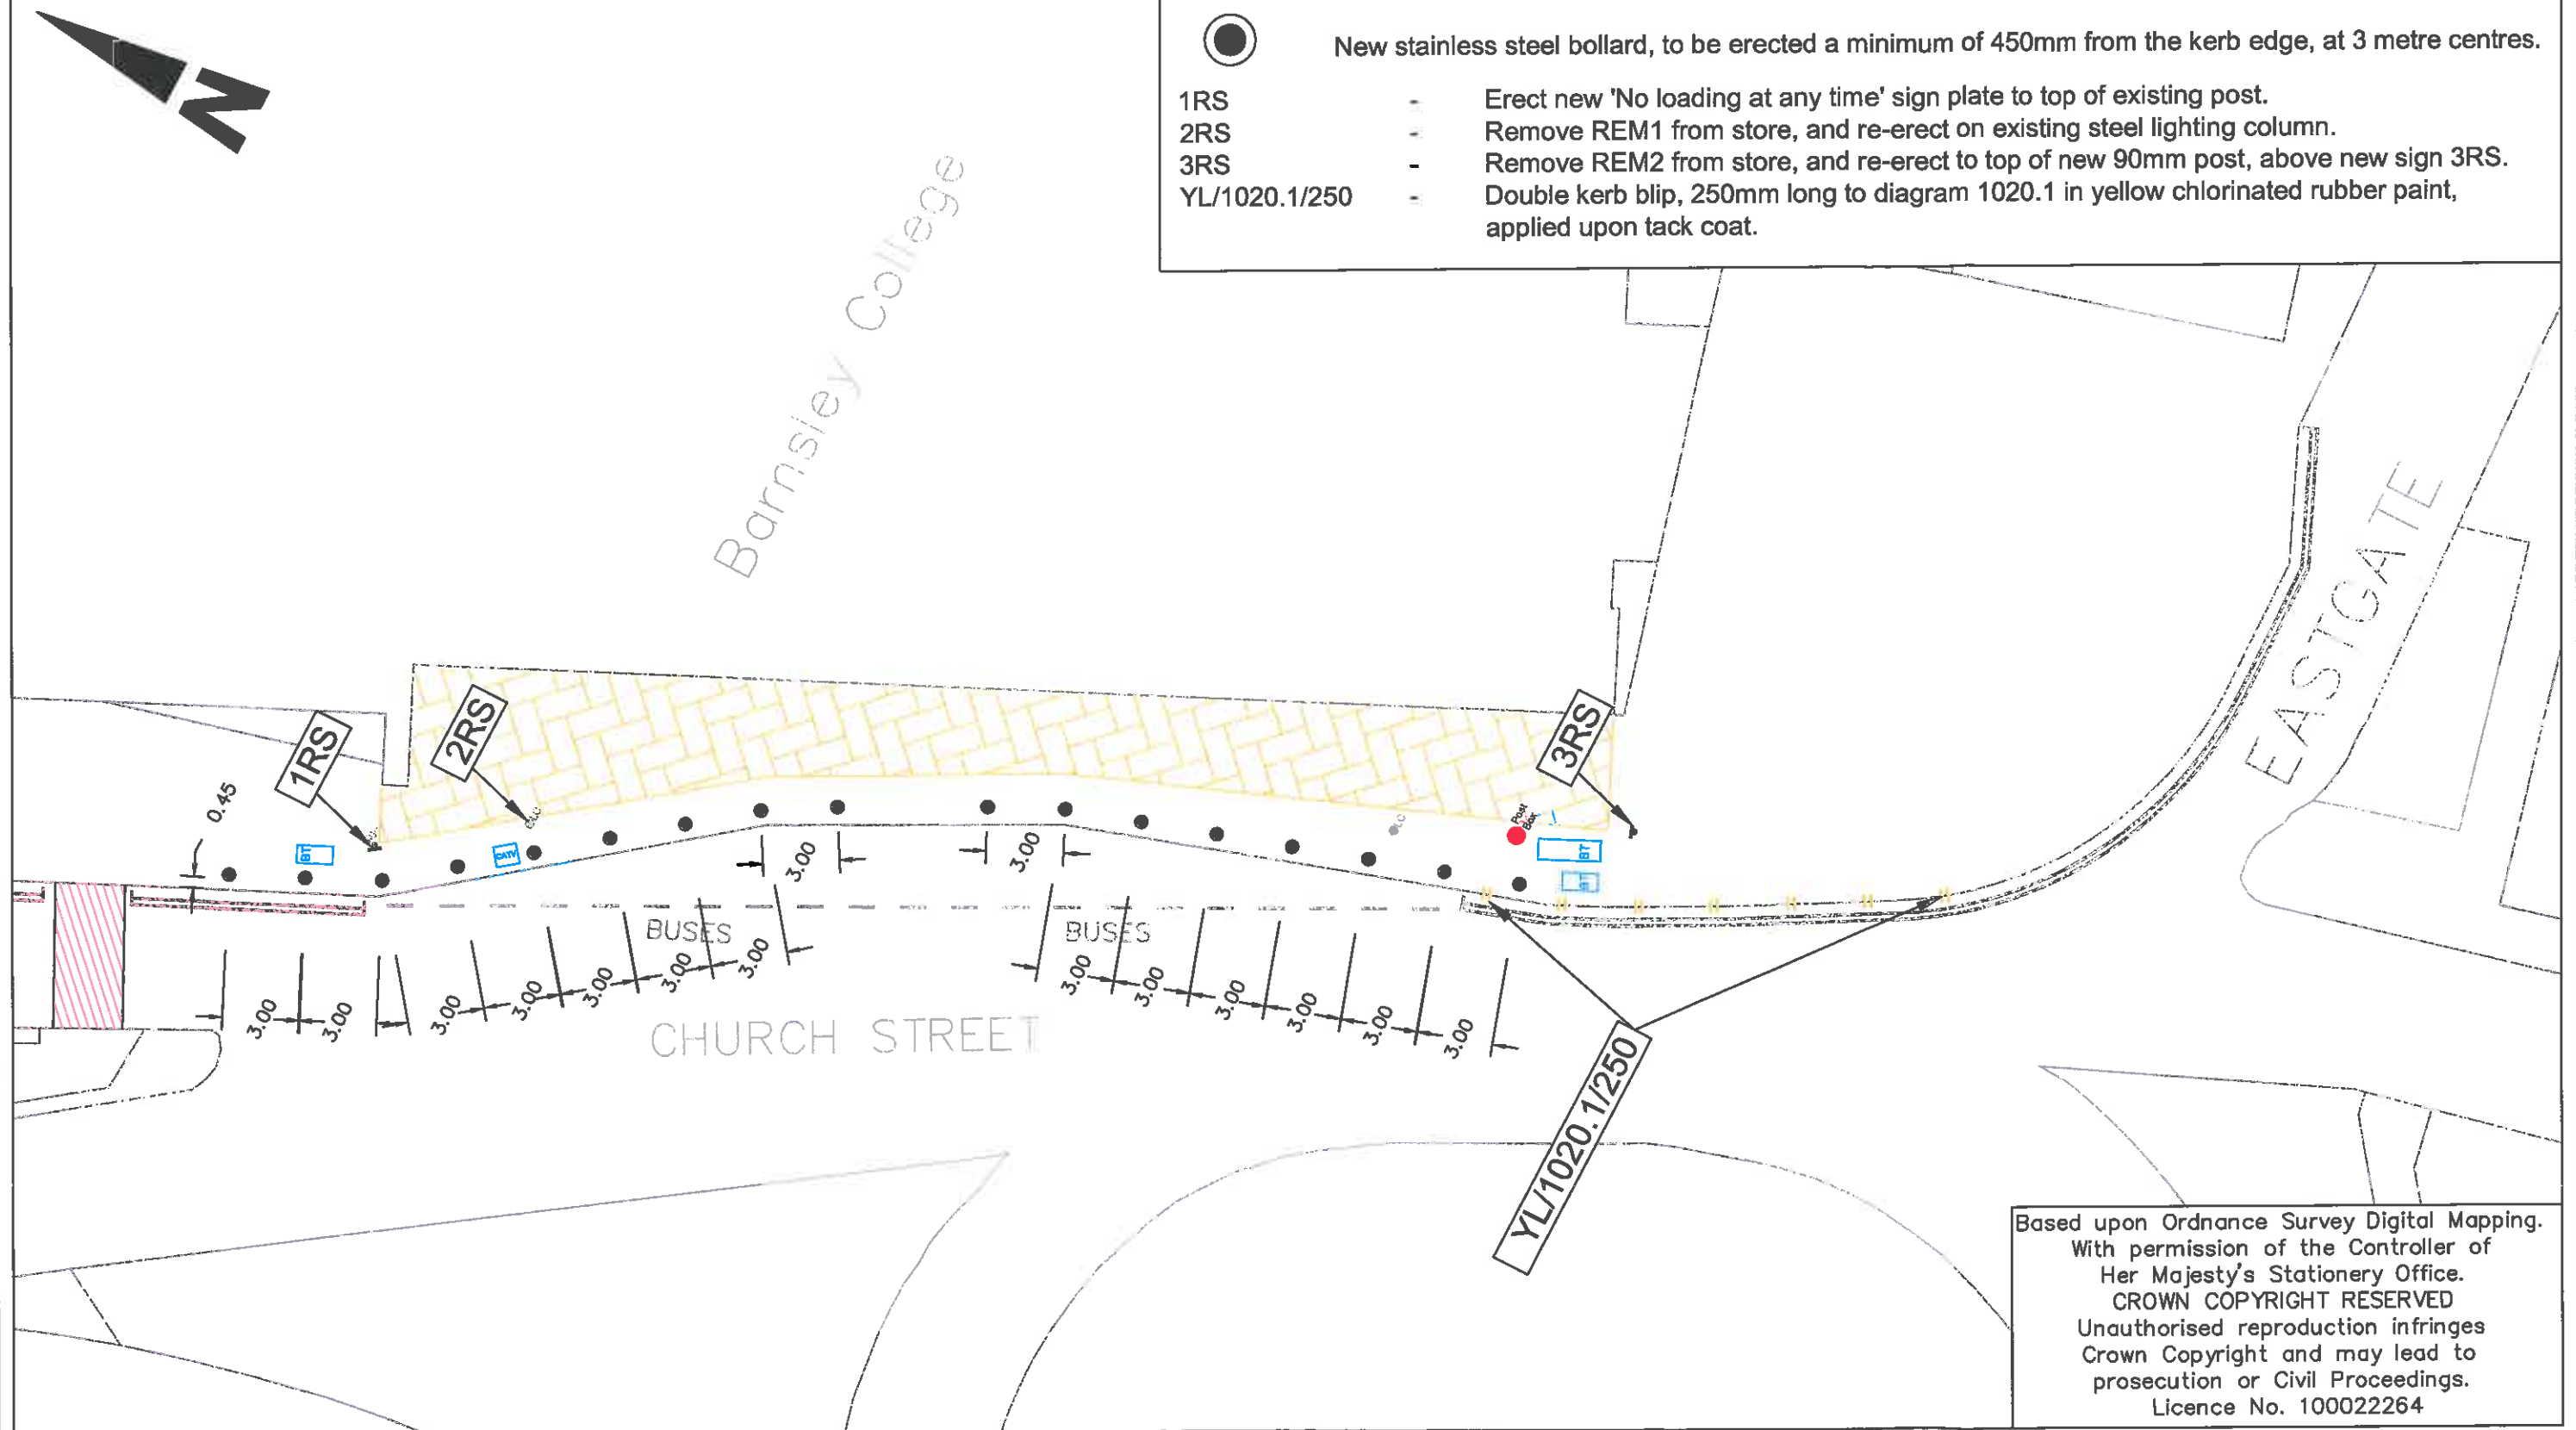 N
New stainless steel bollard, to be erected a minimum of 450mm from the kerb edge, at 3 metre centres.
1RS - Erect new 'No loading at any time' sign plate to top of existing post.
2RS - Remove REM1 from store, and re-erect on existing steel lighting column.
3RS - Remove REM2 from store, and re-erect to top of new 90mm post, above new sign 3RS.
YL/1020.1/250 - Double kerb blip, 250mm long to diagram 1020.1 in yellow chlorinated rubber paint,
applied upon tack coat.
Barnsley College
EASTGATE
1RS
2RS
3RS
0.45
BT
CATV
LC
Post
Box
BT
BT
3.00
3.00
BUSES
BUSES
3.00
3.00
3.00
3.00
3.00
3.00
3.00
3.00
3.00
3.00
3.00
3.00
3.00
CHURCH STREET
YL/1020.1/250
Based upon Ordnance Survey Digital Mapping.
With permission of the Controller of
Her Majesty's Stationery Office.
CROWN COPYRIGHT RESERVED
Unauthorised reproduction infringes
Crown Copyright and may lead to
prosecution or Civil Proceedings.
Licence No. 100022264